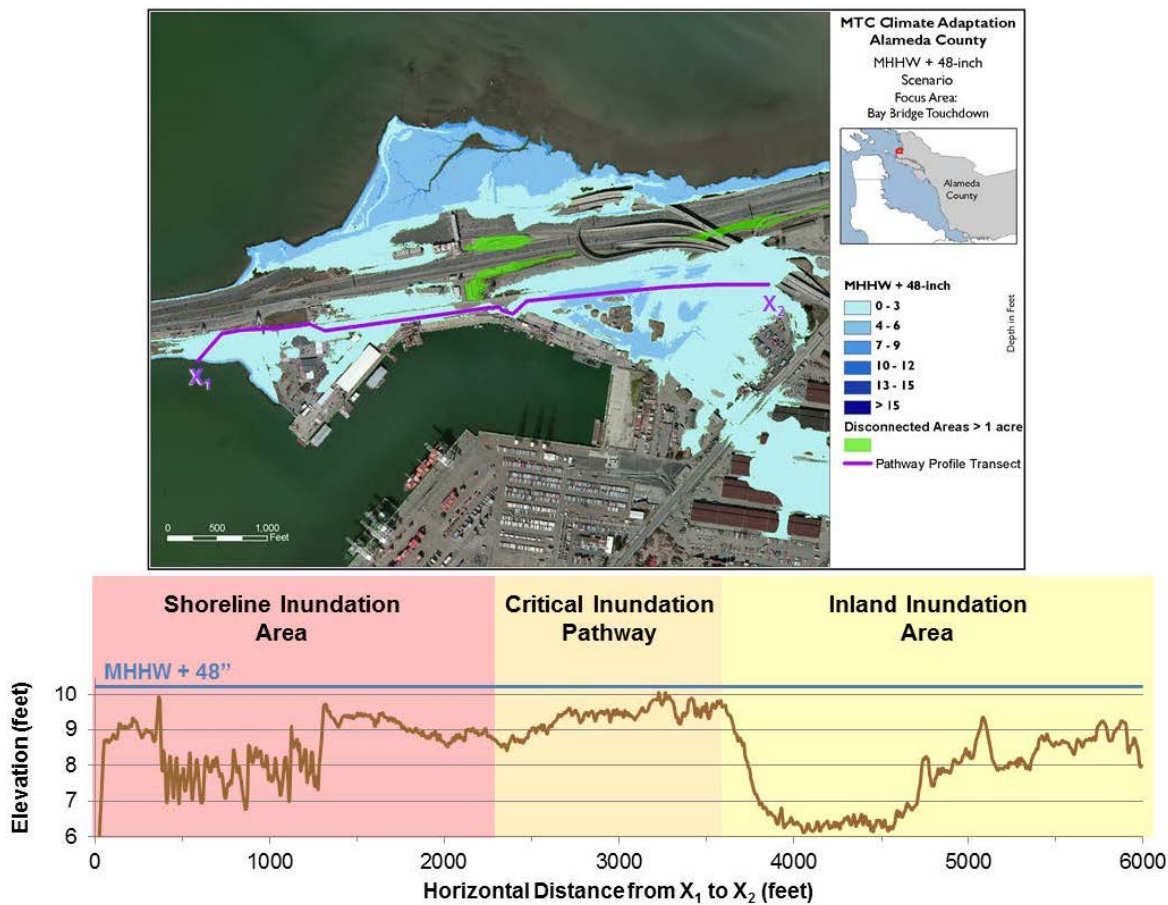 MTC Climate Adaptation
Alameda County
MHHW + 48-inch
Scenario
Focus Area:
Bay Bridge Touchdown
Alameda
County
X1
X2
MHHW + 48-inch
0 - 3
4 - 6
7 - 9
10 - 12
13 - 15
> 15
Depth in Feet
Disconnected Areas > 1 acre
Pathway Profile Transect
0 500 1,000
Feet
Shoreline Inundation
Area
Critical Inundation
Pathway
Inland Inundation
Area
MHHW + 48”
Elevation (feet)
10
9
8
7
6
0 1000 2000 3000 4000 5000 6000
Horizontal Distance from X1 to X2 (feet)